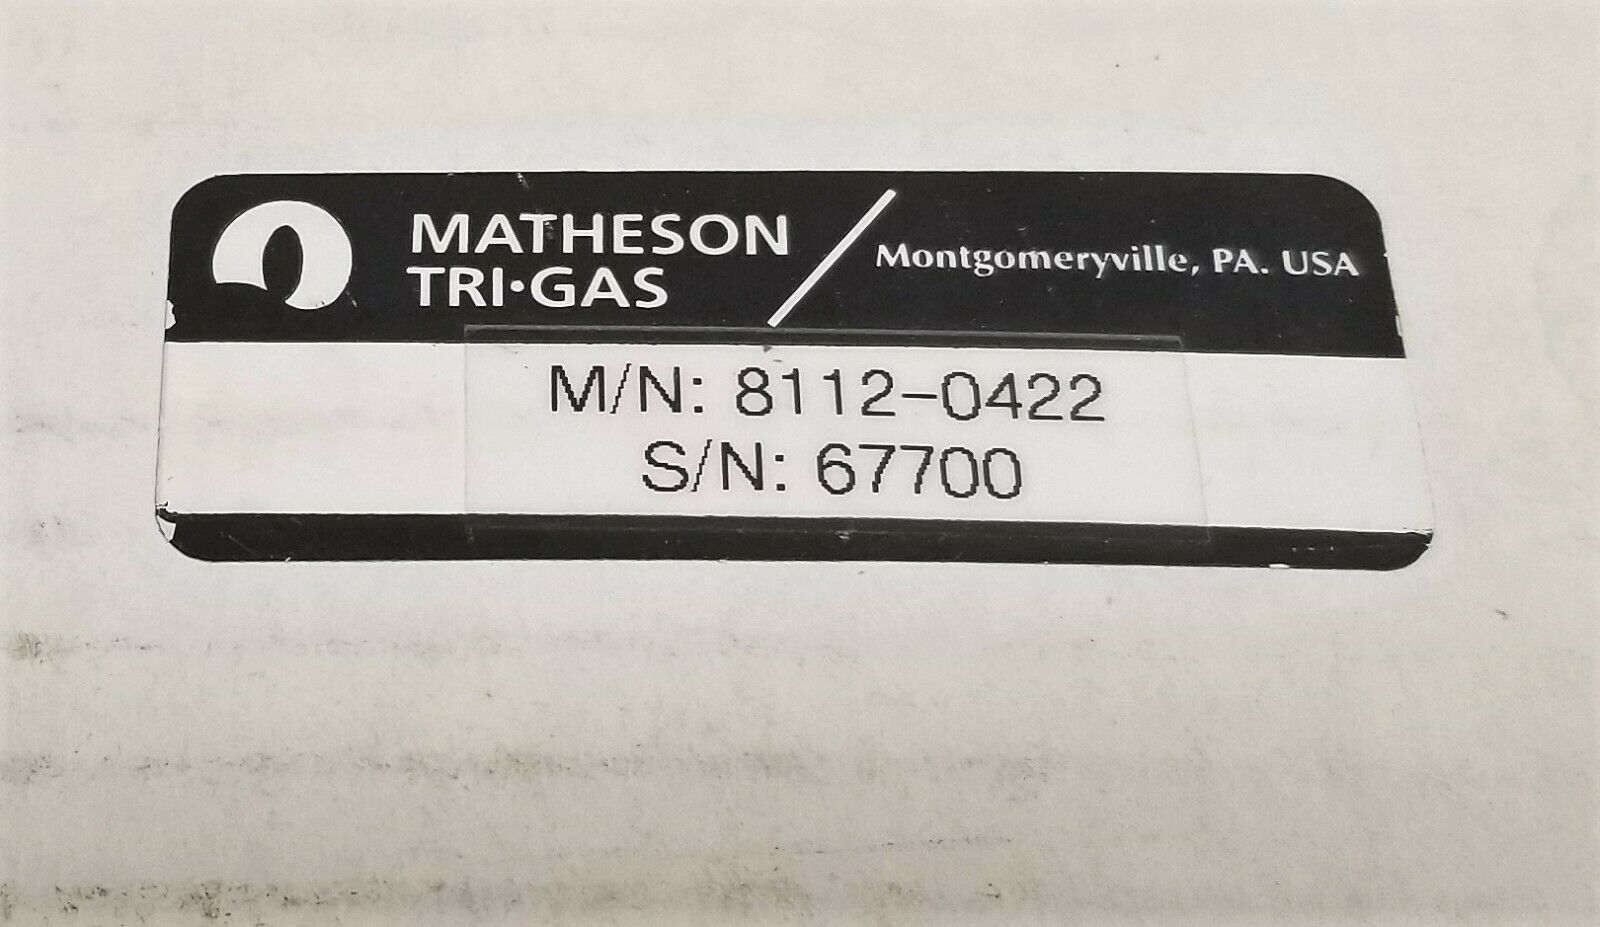 MATHESON
TRI•GAS
Montgomeryville, PA. USA
M/N: 8112-0422
S/N: 67700